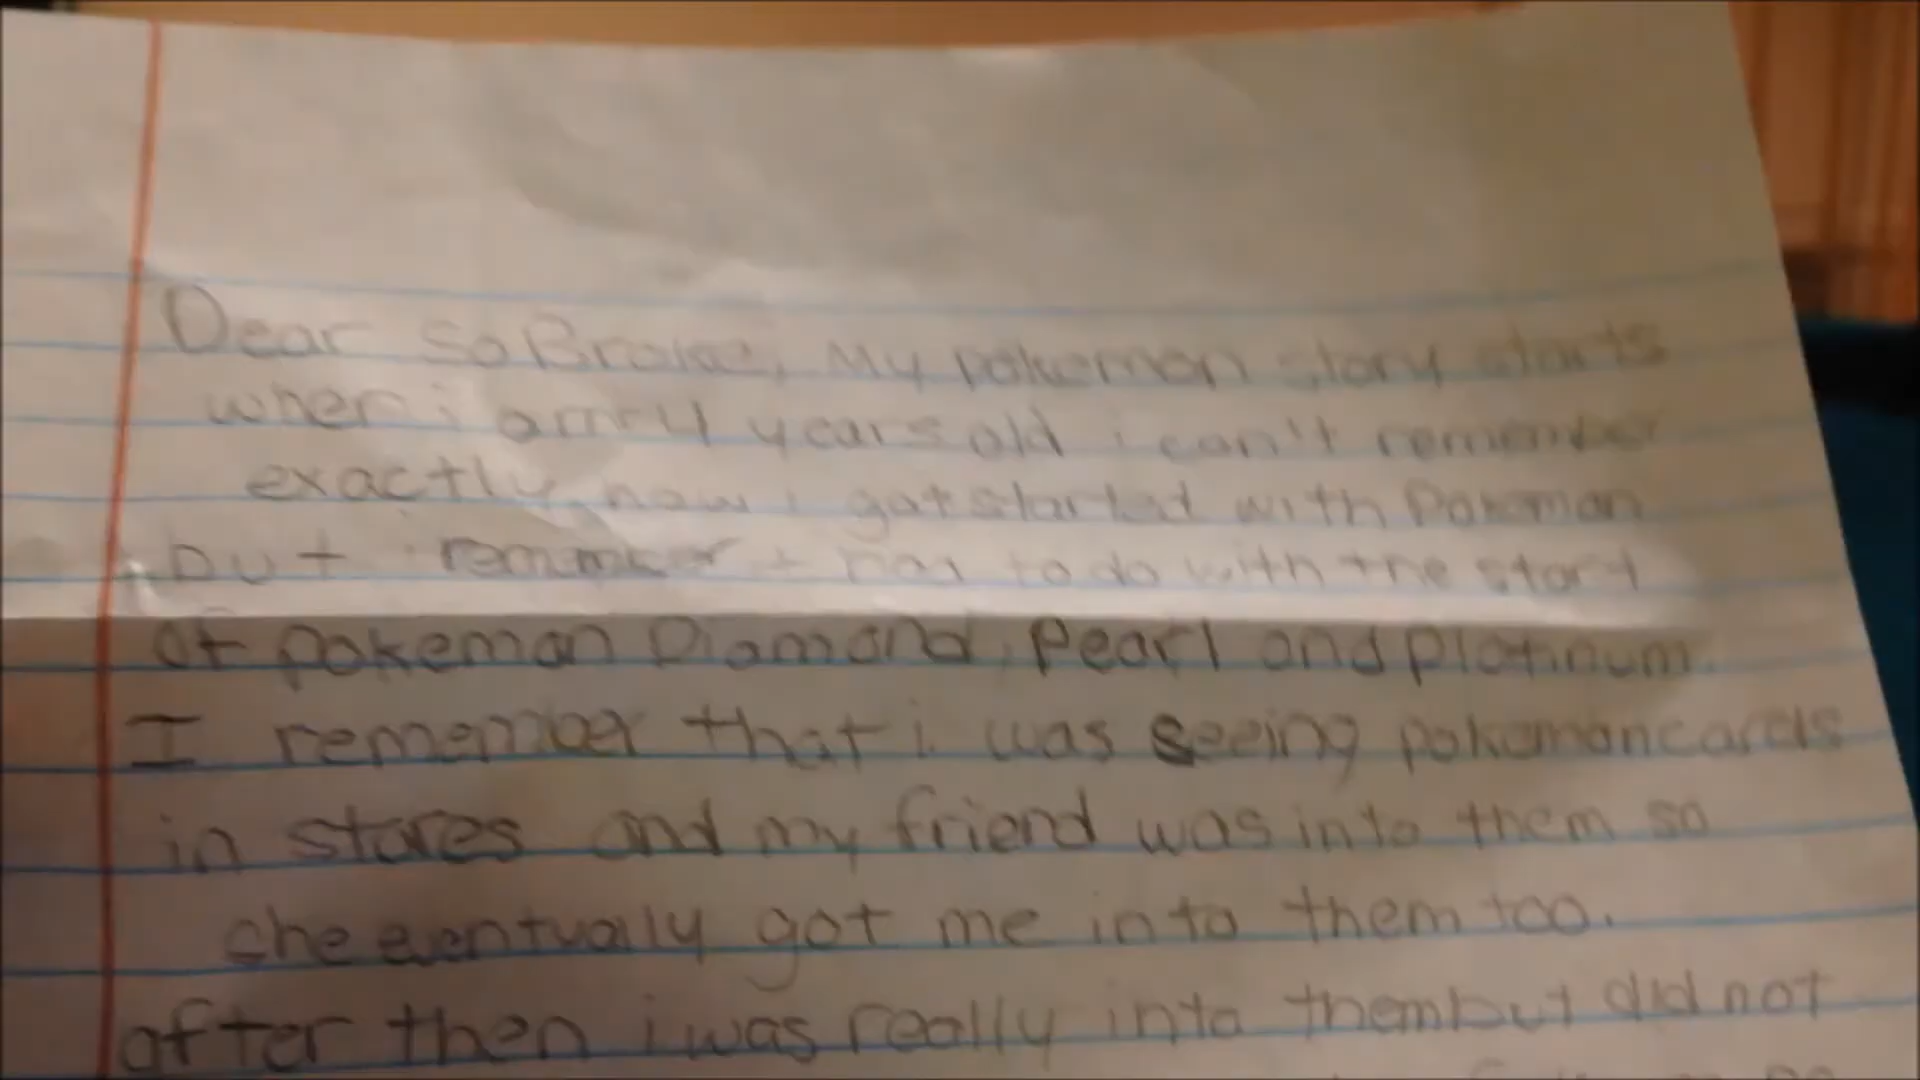 Dear SoBroke, My pokemon story starts
when i am 4 years old i can't remember
exactly how i got started with Pokemon
but i remember it has to do with the start
of pokemon Diamond, Pearl and platinum.
I remember that i was seeing pokemon cards
in stores and my friend was into them so
she eventually got me into them too.
after then i was really into them but did not